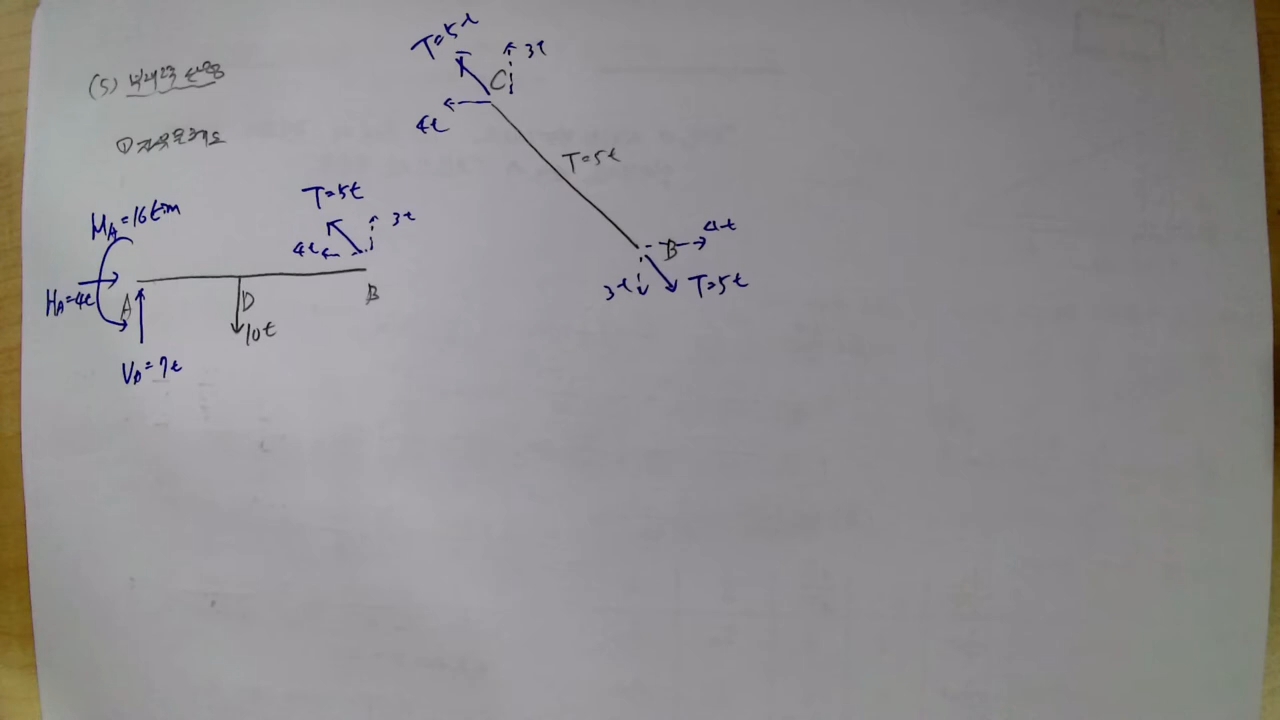 (5) 부재력 산정
① 자유물체도
T=5t
3t
C
4t
T=5t
T=5t
3t
4t
M_A=16t·m
H_A=4t
A
D
B
10t
V_A=7t
4t
B
3t
T=5t